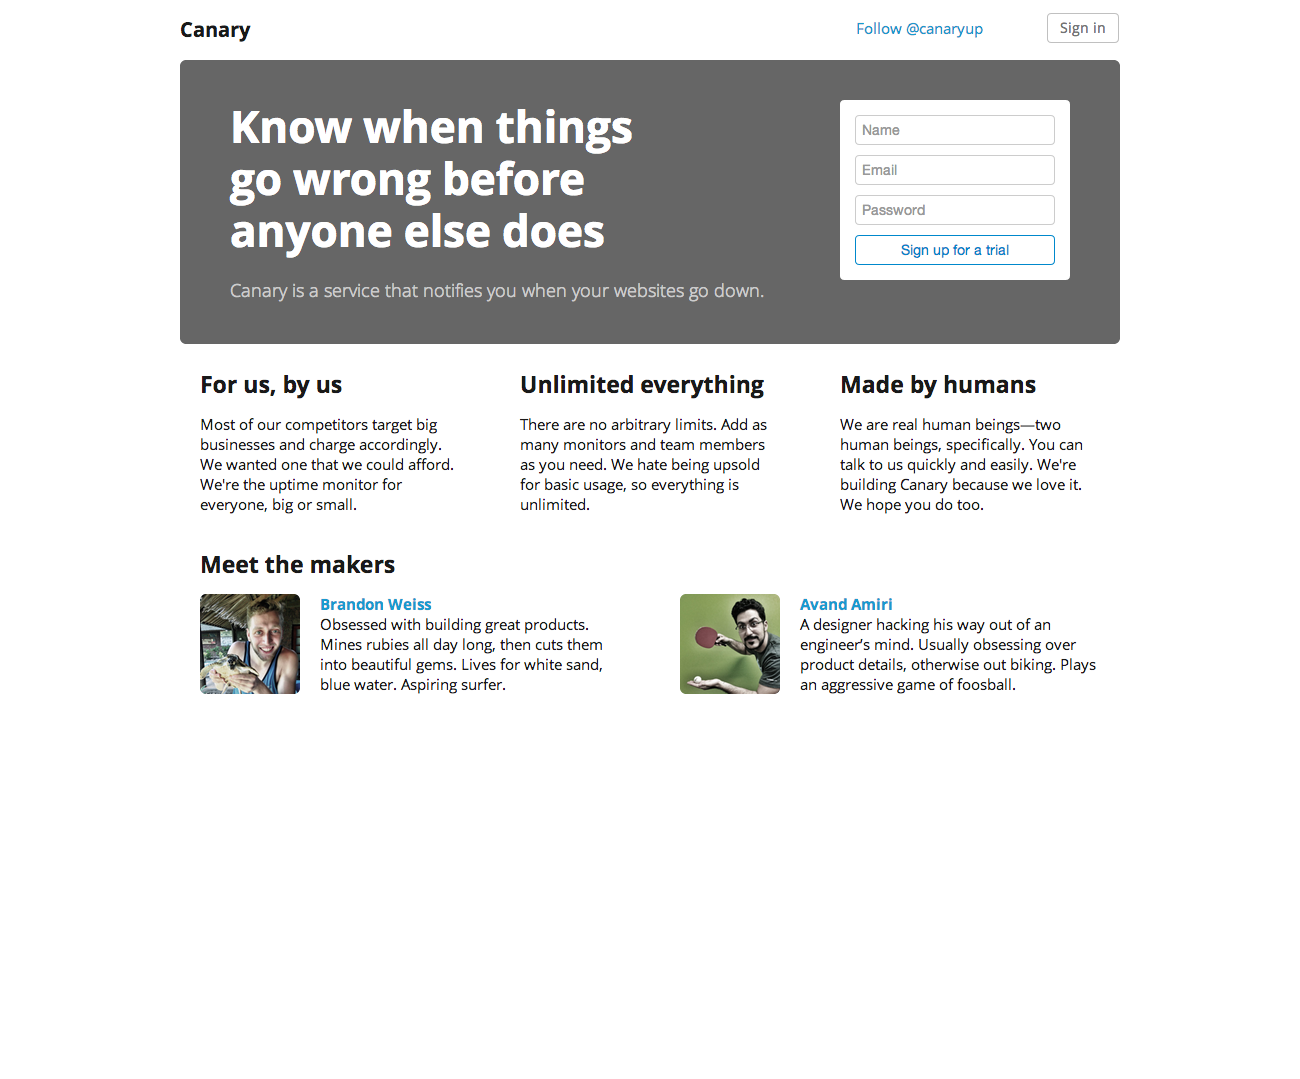 Canary
Follow @canaryup
Sign in
Know when things
go wrong before
anyone else does
Canary is a service that notifies you when your websites go down.
Name
Email
Password
Sign up for a trial
For us, by us
Most of our competitors target big
businesses and charge accordingly.
We wanted one that we could afford.
We're the uptime monitor for
everyone, big or small.
Unlimited everything
There are no arbitrary limits. Add as
many monitors and team members
as you need. We hate being upsold
for basic usage, so everything is
unlimited.
Made by humans
We are real human beings—two
human beings, specifically. You can
talk to us quickly and easily. We're
building Canary because we love it.
We hope you do too.
Meet the makers
Brandon Weiss
Obsessed with building great products.
Mines rubies all day long, then cuts them
into beautiful gems. Lives for white sand,
blue water. Aspiring surfer.
Avand Amiri
A designer hacking his way out of an
engineer's mind. Usually obsessing over
product details, otherwise out biking. Plays
an aggressive game of foosball.